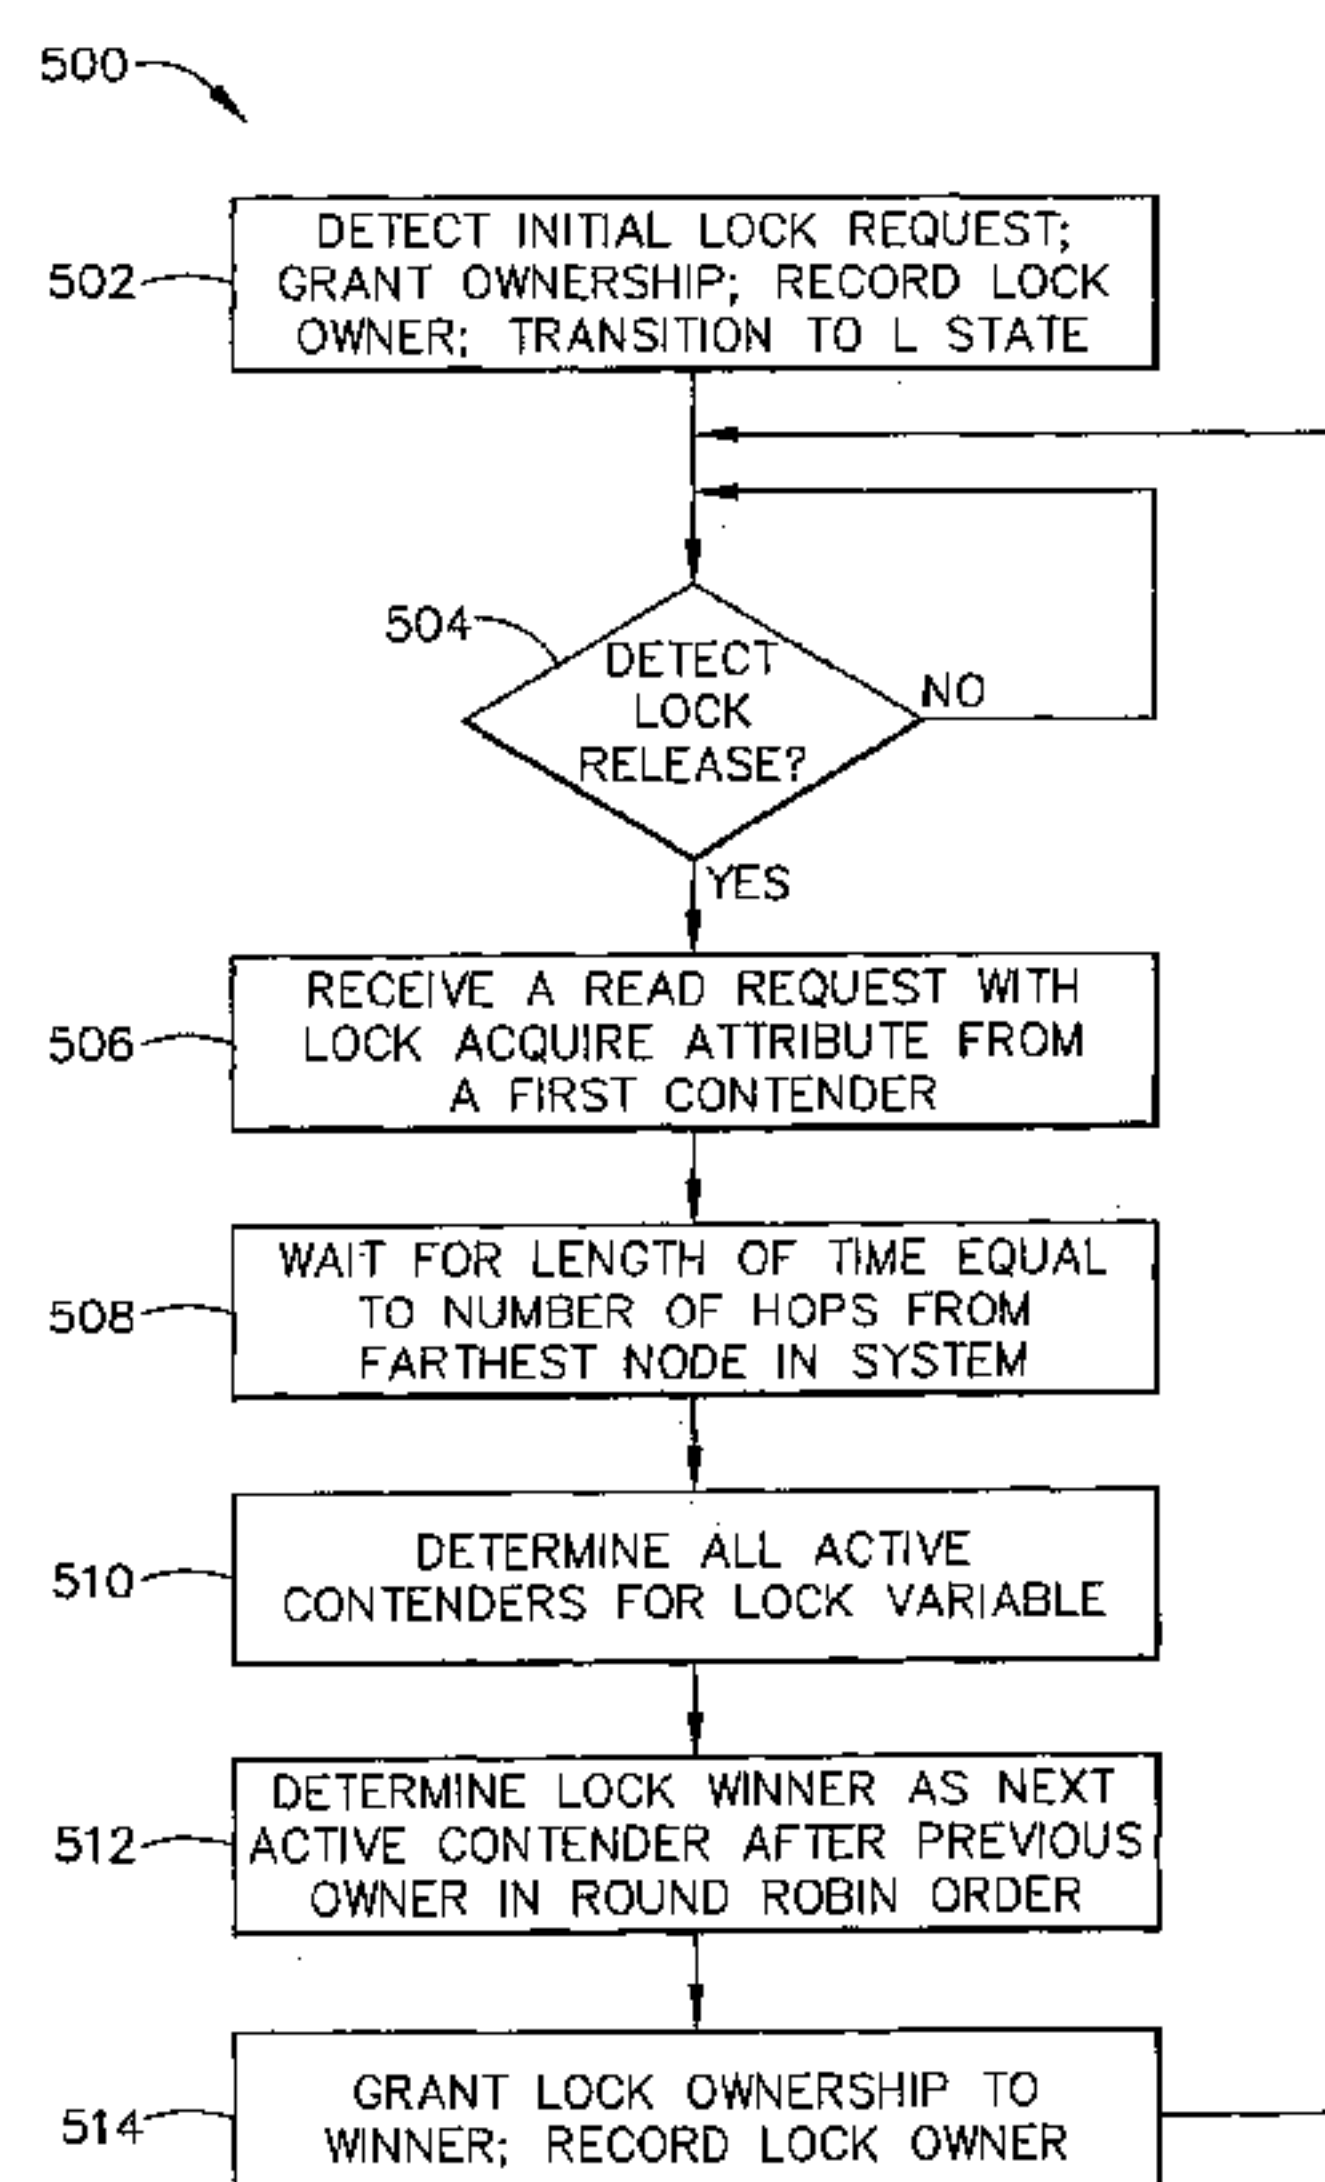 500
DETECT INITIAL LOCK REQUEST;
GRANT OWNERSHIP; RECORD LOCK
OWNER; TRANSITION TO L STATE
502
504
DETECT
LOCK
RELEASE?
NO
YES
RECEIVE A READ REQUEST WITH
LOCK ACQUIRE ATTRIBUTE FROM
A FIRST CONTENDER
506
WAIT FOR LENGTH OF TIME EQUAL
TO NUMBER OF HOPS FROM
FARTHEST NODE IN SYSTEM
508
DETERMINE ALL ACTIVE
CONTENDERS FOR LOCK VARIABLE
510
DETERMINE LOCK WINNER AS NEXT
ACTIVE CONTENDER AFTER PREVIOUS
OWNER IN ROUND ROBIN ORDER
512
GRANT LOCK OWNERSHIP TO
WINNER; RECORD LOCK OWNER
514